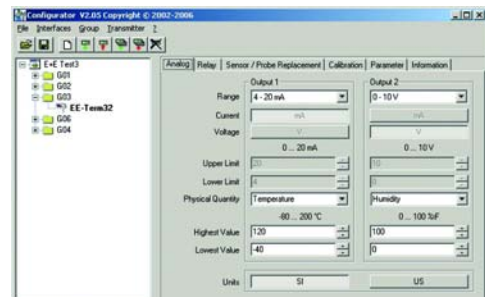 Configurator V2.05 Copyright © 2002-2006
File Interfaces Group Transmitter ?
E+E Test3
G01
G02
G03
EE-Term32
G06
G04
Analog Relay Sensor / Probe Replacement Calibration Parameter Information
Output 1 Output 2
Range 4 - 20 mA 0 - 10 V
Current mA mA
Voltage V V
0 ... 20 mA 0 ... 10 V
Upper Limit 20 10
Lower Limit 4 0
Physical Quantity Temperature Humidity
-60 ... 200 °C 0 ... 100 %rF
Highest Value 120 100
Lowest Value -40 0
Units SI US